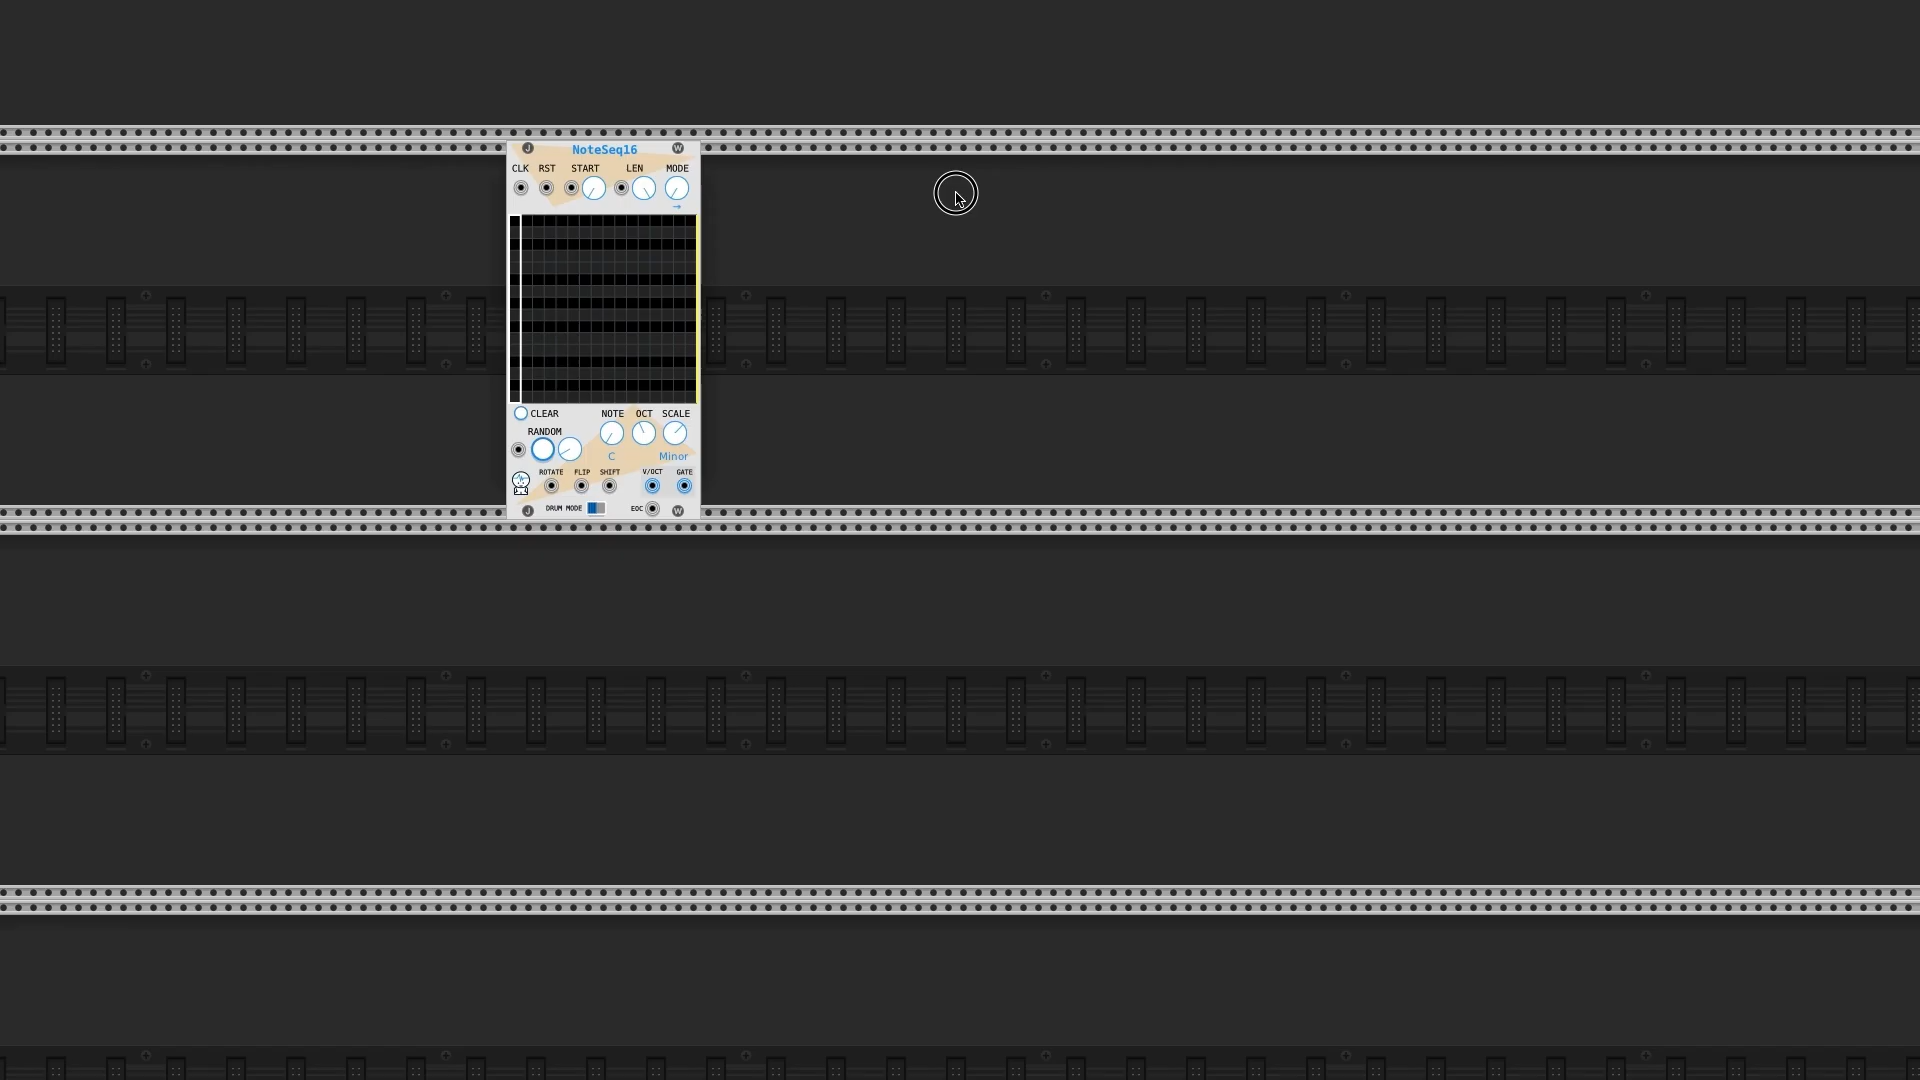 J NoteSeq16 W
CLK RST START LEN MODE
→
CLEAR NOTE OCT SCALE
RANDOM
C Minor
ROTATE FLIP SHIFT V/OCT GATE
DRUM MODE EOC
J W